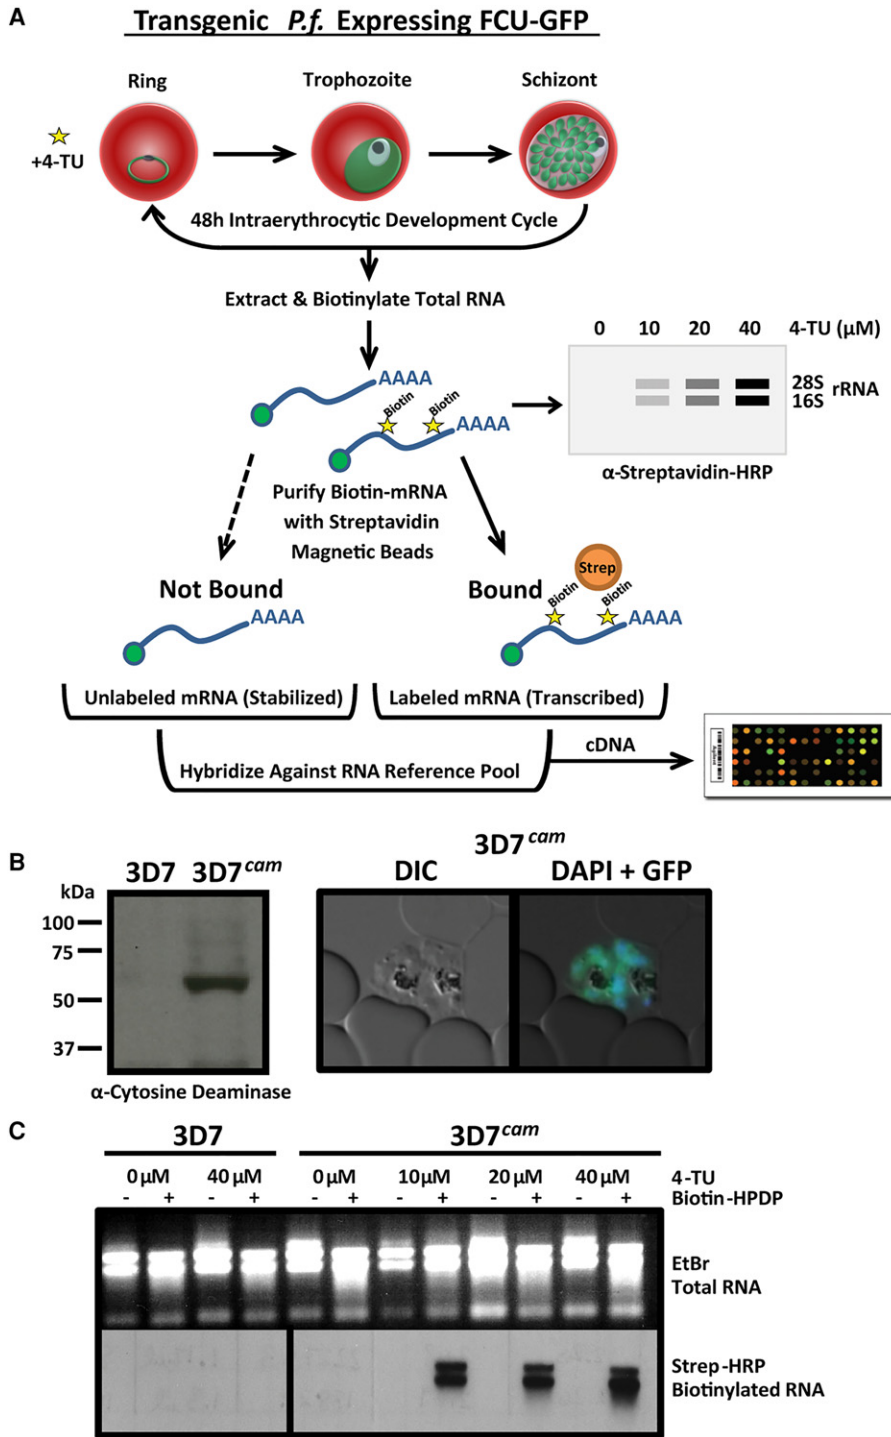 A
Transgenic P.f. Expressing FCU-GFP
Ring
Trophozoite
Schizont
+4-TU
48h Intraerythrocytic Development Cycle
Extract & Biotinylate Total RNA
0 10 20 40 4-TU (μM)
28S
16S
rRNA
α-Streptavidin-HRP
AAAA
Biotin Biotin
AAAA
Purify Biotin-mRNA
with Streptavidin
Magnetic Beads
Not Bound
AAAA
Bound
Strep
Biotin Biotin
AAAA
Unlabeled mRNA (Stabilized)
Labeled mRNA (Transcribed)
Hybridize Against RNA Reference Pool
cDNA
B
3D7 3D7cam
kDa
100
75
50
37
α-Cytosine Deaminase
3D7cam
DIC
DAPI + GFP
C
3D7
3D7cam
0 μM 40 μM 0 μM 10μM 20 μM 40 μM 4-TU
- + - + - + - + - + - + Biotin-HPDP
EtBr
Total RNA
Strep-HRP
Biotinylated RNA